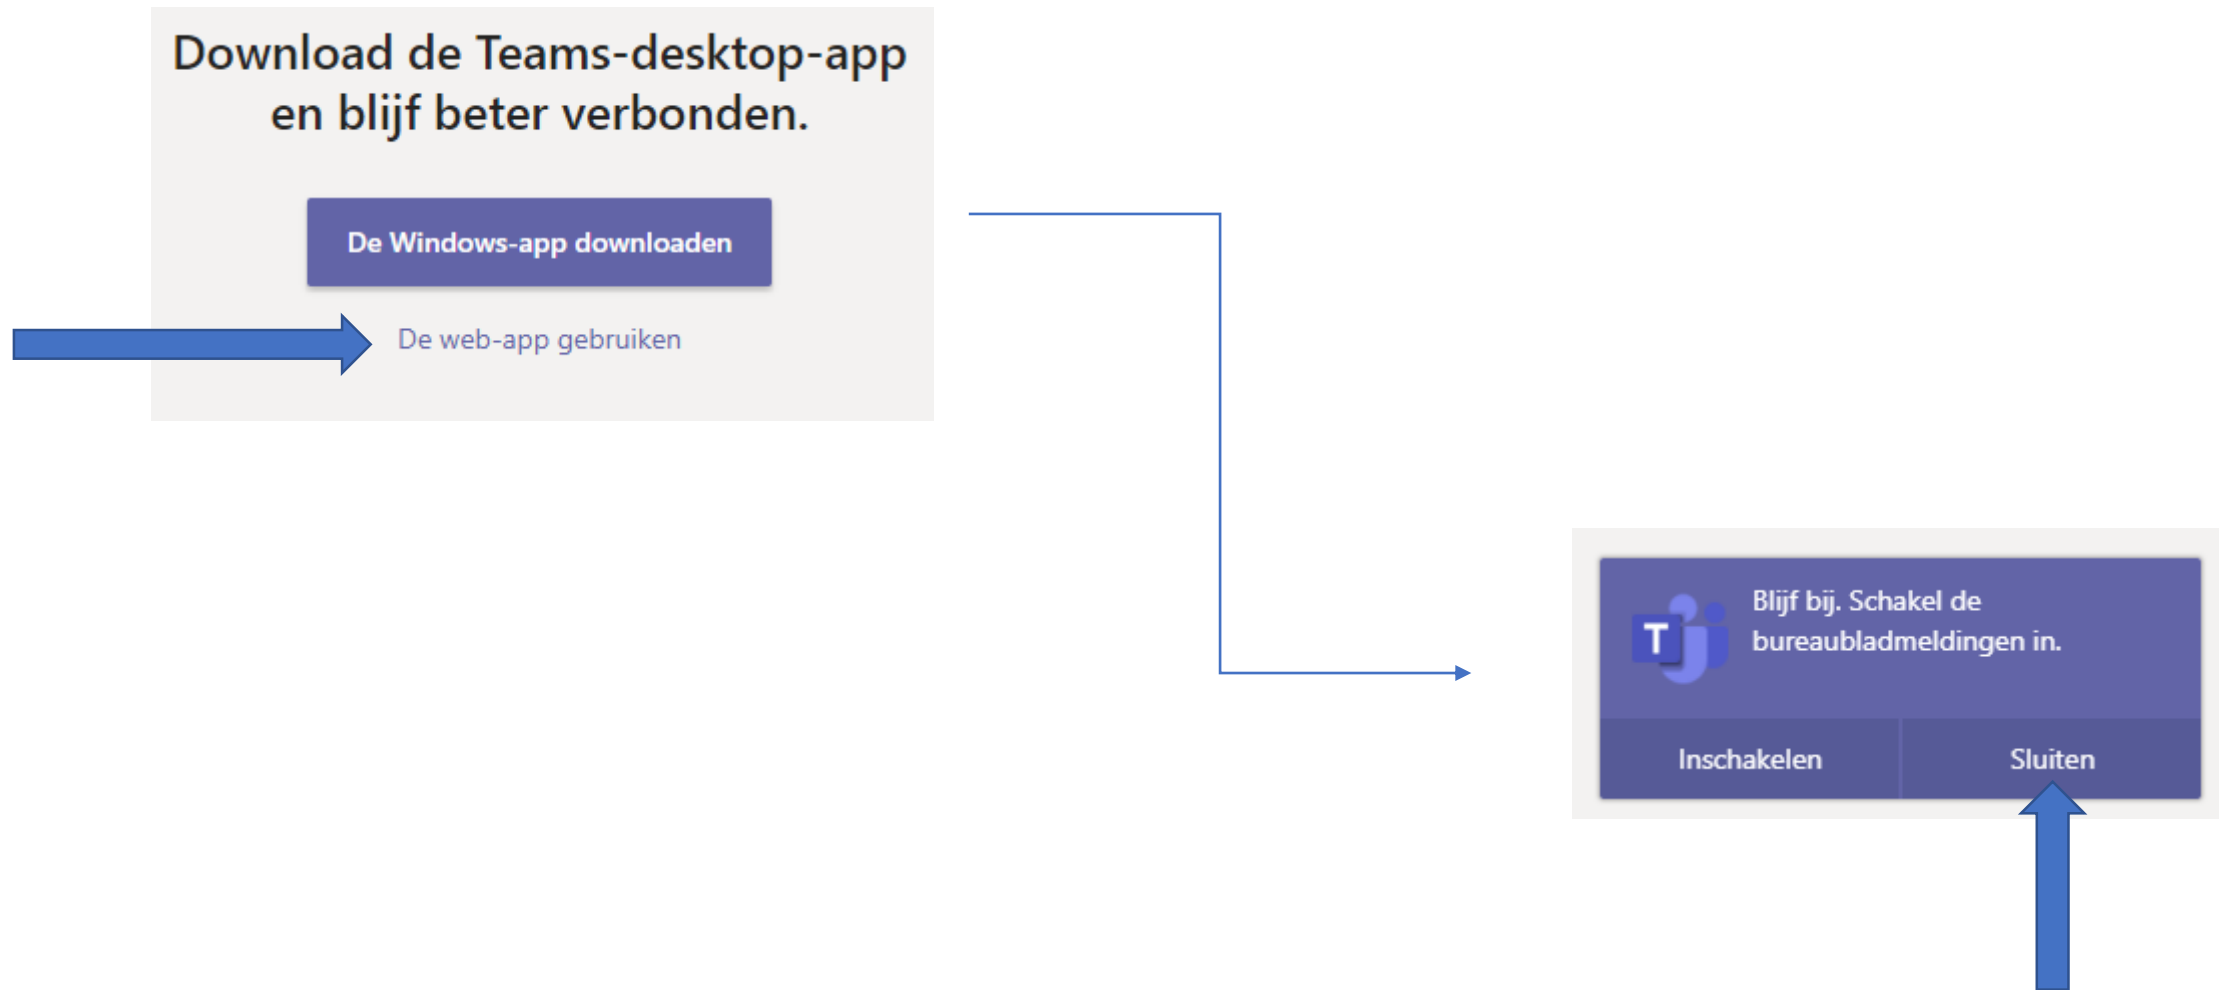 Download de Teams-desktop-app
en blijf beter verbonden.
De Windows-app downloaden
De web-app gebruiken
Blijf bij. Schakel de
bureaubladmeldingen in.
T
Inschakelen
Sluiten